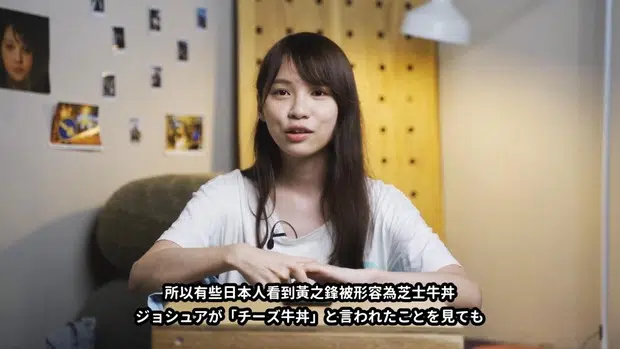 所以有些日本人看到黃之鋒被形容為芝士牛丼
ジョシュアが「チーズ牛丼」と言われたことを見ても